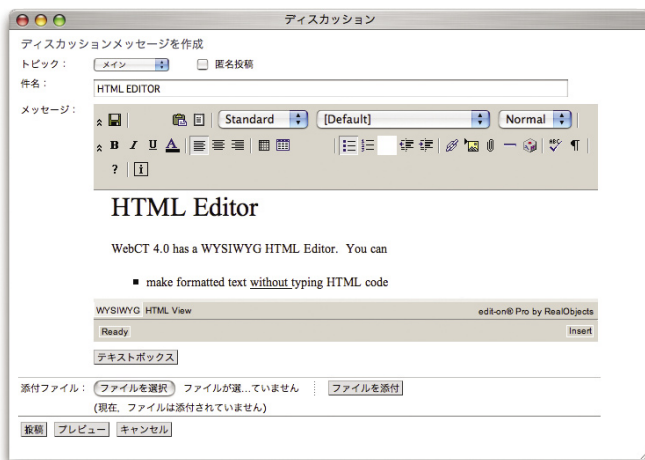 ディスカッション
ディスカッションメッセージを作成
トピック： メイン 匿名投稿
件名： HTML EDITOR
メッセージ：
Standard [Default] Normal
B I U A ABC ¶
? i
HTML Editor
WebCT 4.0 has a WYSIWYG HTML Editor. You can
■ make formatted text without typing HTML code
WYSIWYG HTML View edit-on® Pro by RealObjects
Ready Insert
テキストボックス
添付ファイル： ファイルを選択 ファイルが選...ていません ファイルを添付
(現在，ファイルは添付されていません)
投稿 プレビュー キャンセル